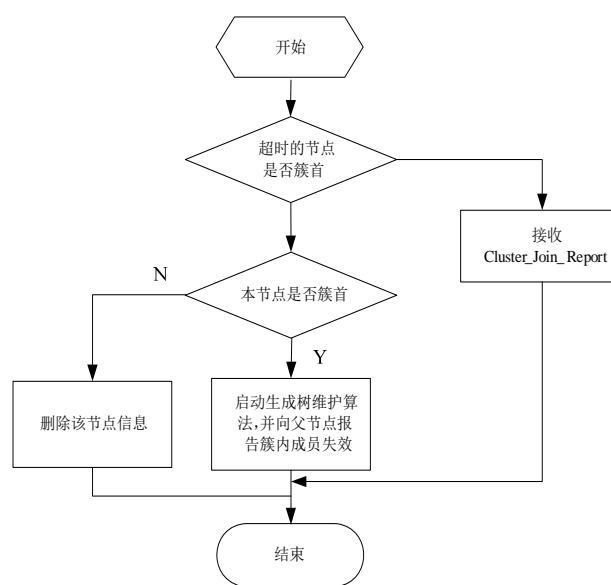 开始
超时的节点
是否簇首
接收
Cluster_Join_ Report
N
本节点是否簇首
Y
启动生成树维护算
法,并向父节点报
告簇内成员失效
删除该节点信息
结束